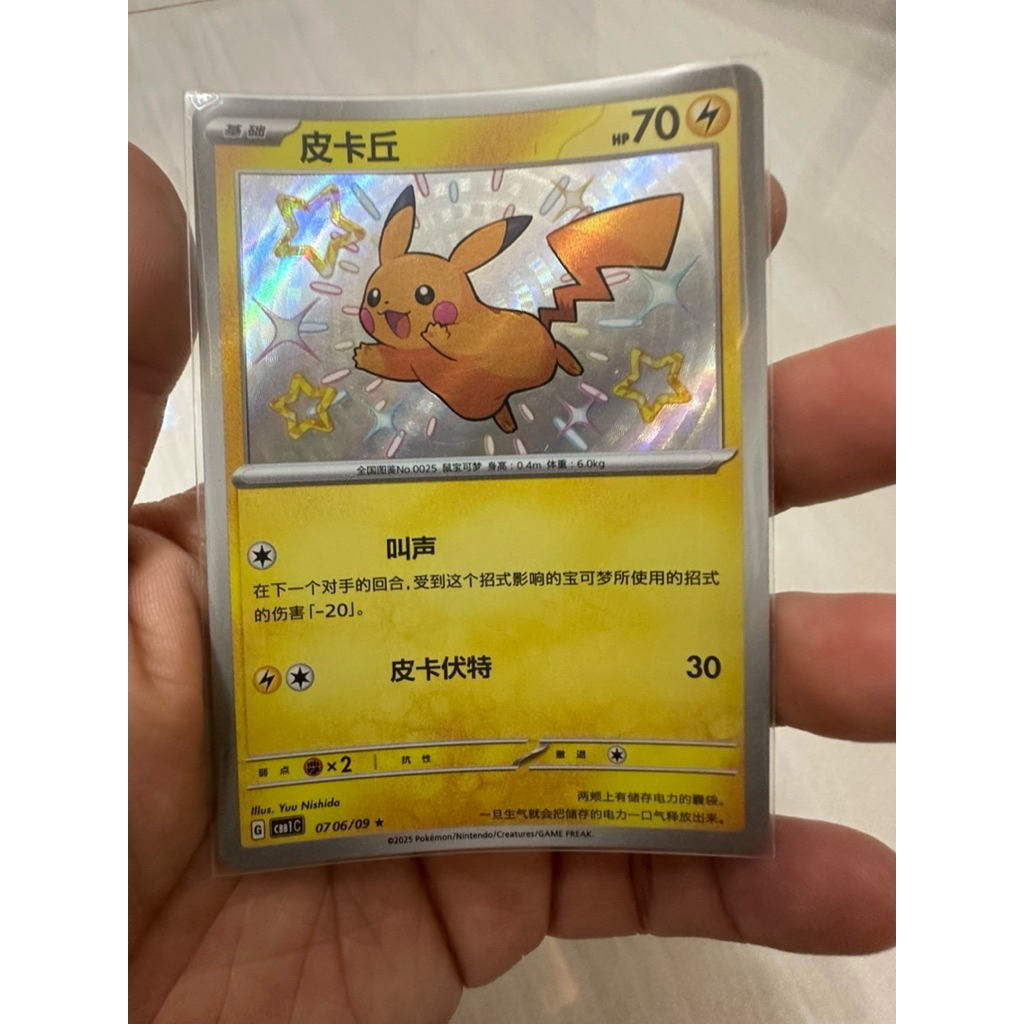 基础
皮卡丘
HP70
全国图鉴No.0025 鼠宝可梦 身高:0.4m 体重:6.0kg
叫声
在下一个对手的回合,受到这个招式影响的宝可梦所使用的招式
的伤害「-20」。
皮卡伏特 30
弱点 ×2 抗性 撤退
两颊上有储存电力的囊袋。
一旦生气就会把储存的电力一口气释放出来。
Illus. Yuu Nishida
G CBB1C 07 06/09 ★
©2025 Pokémon/Nintendo/Creatures/GAME FREAK.